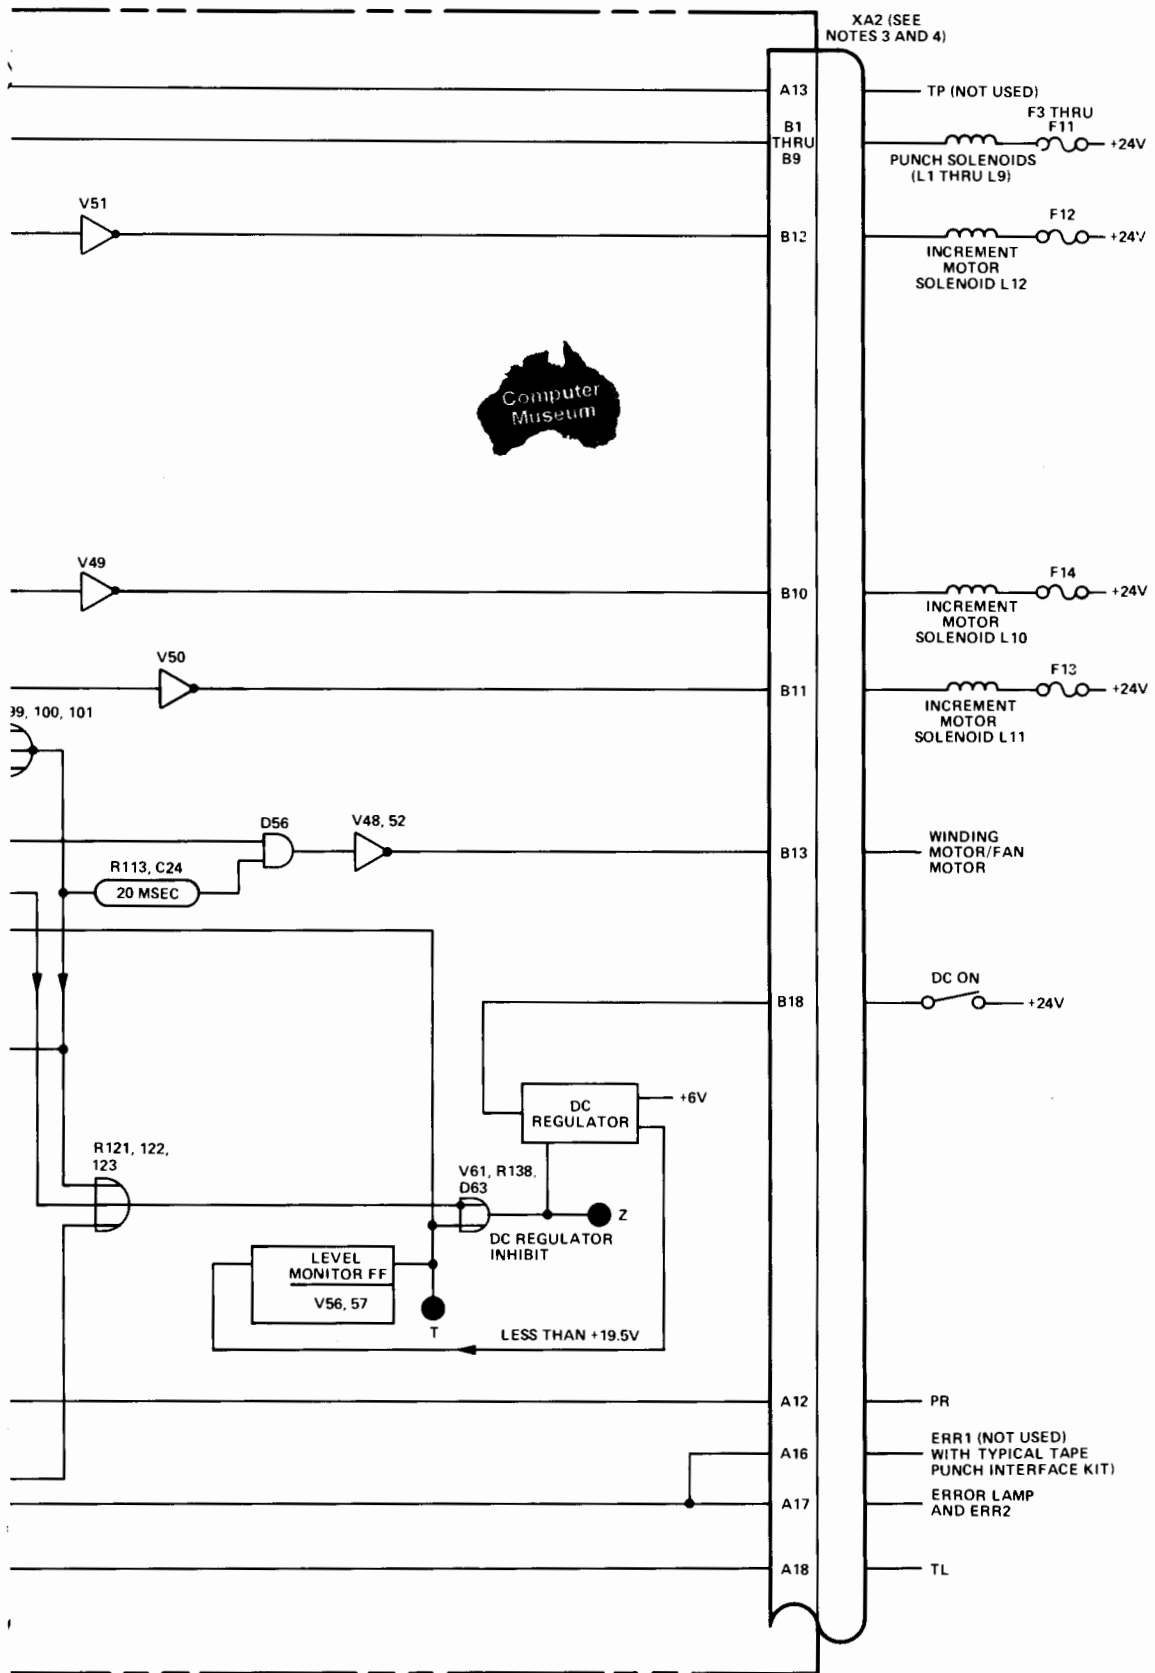 XA2 (SEE
NOTES 3 AND 4)
A13
TP (NOT USED)
B1
THRU
B9
F3 THRU
F11
+24V
PUNCH SOLENOIDS
(L1 THRU L9)
V51
B12
F12
+24V
INCREMENT
MOTOR
SOLENOID L12
Computer
Museum
V49
B10
F14
+24V
INCREMENT
MOTOR
SOLENOID L10
V50
B11
F13
+24V
INCREMENT
MOTOR
SOLENOID L11
99, 100, 101
D56
V48, 52
B13
WINDING
MOTOR/FAN
MOTOR
R113, C24
20 MSEC
DC ON
B18
+24V
DC
REGULATOR
+6V
R121, 122,
123
V61, R138,
D63
Z
DC REGULATOR
INHIBIT
LEVEL
MONITOR FF
V56, 57
T
LESS THAN +19.5V
A12
PR
A16
ERR1 (NOT USED)
WITH TYPICAL TAPE
PUNCH INTERFACE KIT)
A17
ERROR LAMP
AND ERR2
A18
TL